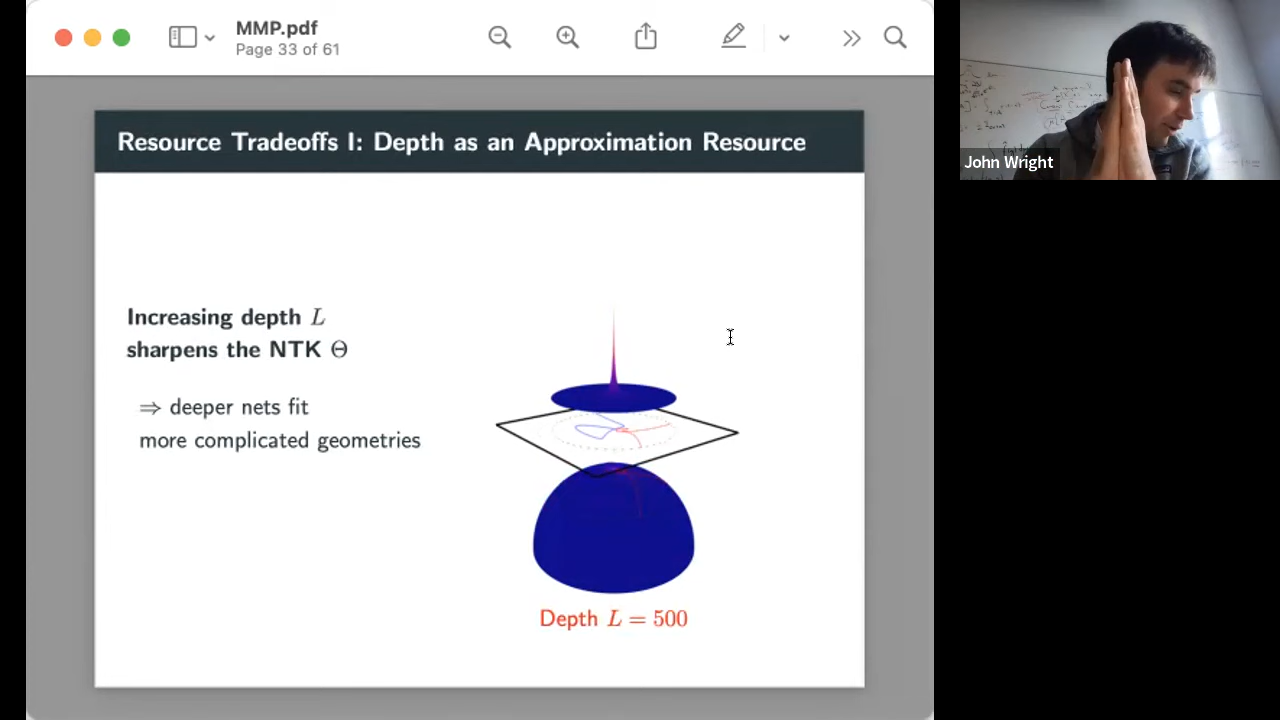 MMP.pdf
Page 33 of 61
Resource Tradeoffs I: Depth as an Approximation Resource
Increasing depth L
sharpens the NTK Θ
⇒ deeper nets fit
more complicated geometries
Depth L = 500
John Wright